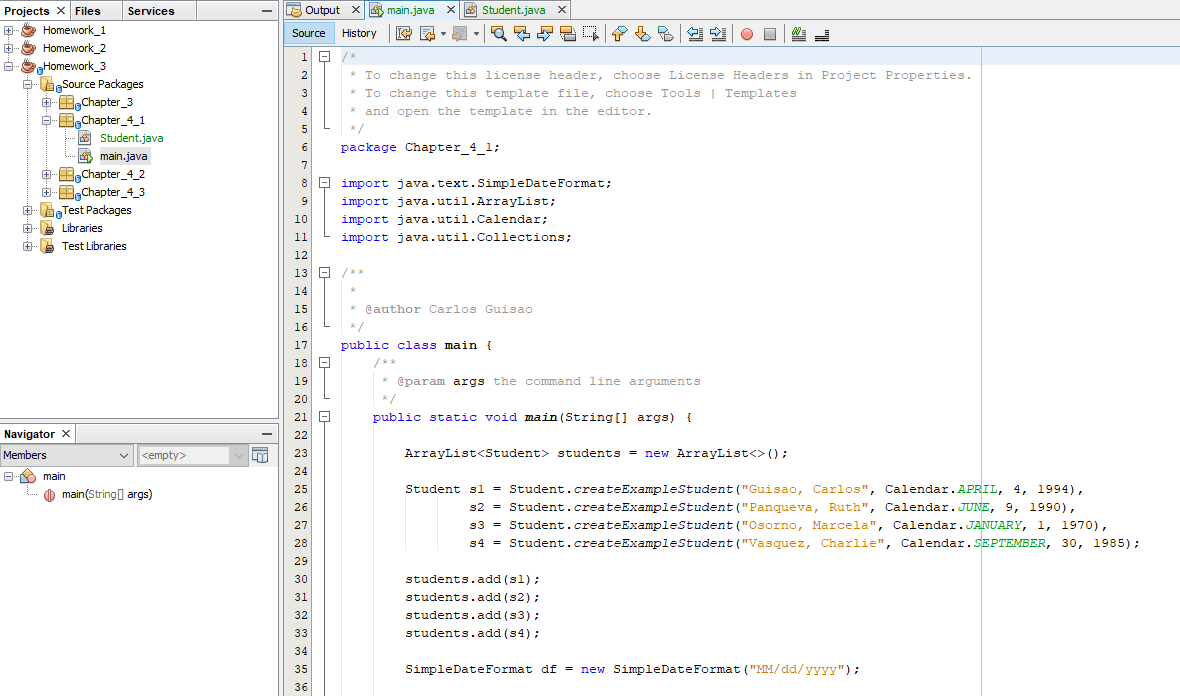 Projects Files Services
Homework_1
Homework_2
Homework_3
Source Packages
Chapter_3
Chapter_4_1
Student.java
main.java
Chapter_4_2
Chapter_4_3
Test Packages
Libraries
Test Libraries
Navigator
Members <empty>
main
main(String[] args)
Output main.java Student.java
Source History
1 /*
2 * To change this license header, choose License Headers in Project Properties.
3 * To change this template file, choose Tools | Templates
4 * and open the template in the editor.
5 */
6 package Chapter_4_1;
7
8 import java.text.SimpleDateFormat;
9 import java.util.ArrayList;
10 import java.util.Calendar;
11 import java.util.Collections;
12
13 /**
14 *
15 * @author Carlos Guisao
16 */
17 public class main {
18 /**
19 * @param args the command line arguments
20 */
21 public static void main(String[] args) {
22
23 ArrayList<Student> students = new ArrayList<>();
24
25 Student s1 = Student.createExampleStudent("Guisao, Carlos", Calendar.APRIL, 4, 1994),
26 s2 = Student.createExampleStudent("Panqueva, Ruth", Calendar.JUNE, 9, 1990),
27 s3 = Student.createExampleStudent("Osorno, Marcela", Calendar.JANUARY, 1, 1970),
28 s4 = Student.createExampleStudent("Vasquez, Charlie", Calendar.SEPTEMBER, 30, 1985);
29
30 students.add(s1);
31 students.add(s2);
32 students.add(s3);
33 students.add(s4);
34
35 SimpleDateFormat df = new SimpleDateFormat("MM/dd/yyyy");
36